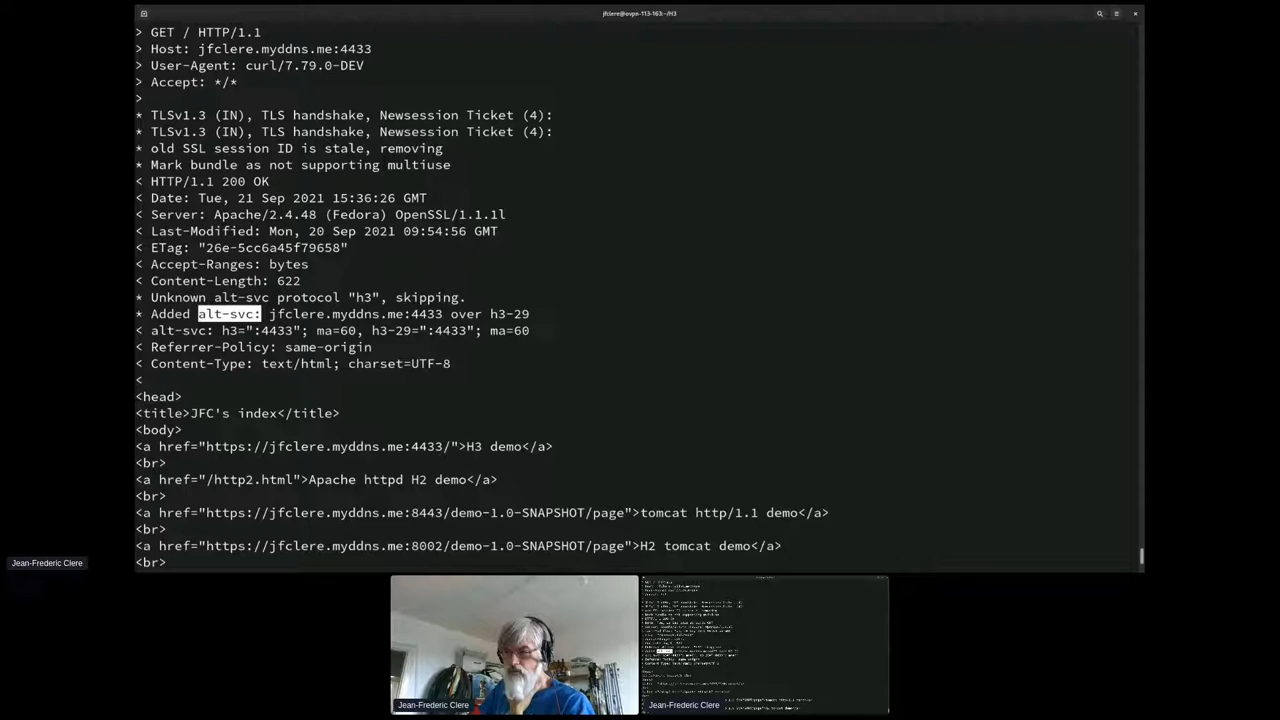 jfclere@ovpn-113-163:~/H3
> GET / HTTP/1.1
> Host: jfclere.myddns.me:4433
> User-Agent: curl/7.79.0-DEV
> Accept: */*
>
* TLSv1.3 (IN), TLS handshake, Newsession Ticket (4):
* TLSv1.3 (IN), TLS handshake, Newsession Ticket (4):
* old SSL session ID is stale, removing
* Mark bundle as not supporting multiuse
< HTTP/1.1 200 OK
< Date: Tue, 21 Sep 2021 15:36:26 GMT
< Server: Apache/2.4.48 (Fedora) OpenSSL/1.1.1l
< Last-Modified: Mon, 20 Sep 2021 09:54:56 GMT
< ETag: "26e-5cc6a45f79658"
< Accept-Ranges: bytes
< Content-Length: 622
* Unknown alt-svc protocol "h3", skipping.
* Added alt-svc: jfclere.myddns.me:4433 over h3-29
< alt-svc: h3=":4433"; ma=60, h3-29=":4433"; ma=60
< Referrer-Policy: same-origin
< Content-Type: text/html; charset=UTF-8
<
<head>
<title>JFC's index</title>
<body>
<a href="https://jfclere.myddns.me:4433/">H3 demo</a>
<br>
<a href="/http2.html">Apache httpd H2 demo</a>
<br>
<a href="https://jfclere.myddns.me:8443/demo-1.0-SNAPSHOT/page">tomcat http/1.1 demo</a>
<br>
<a href="https://jfclere.myddns.me:8002/demo-1.0-SNAPSHOT/page">H2 tomcat demo</a>
<br>
Jean-Frederic Clere
Jean-Frederic Clere
Jean-Frederic Clere